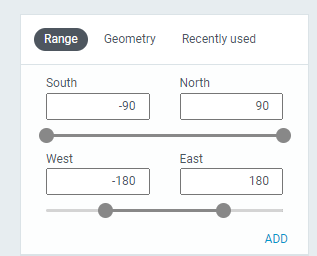 Range Geometry Recently used
South North
-90 90
West East
-180 180
ADD